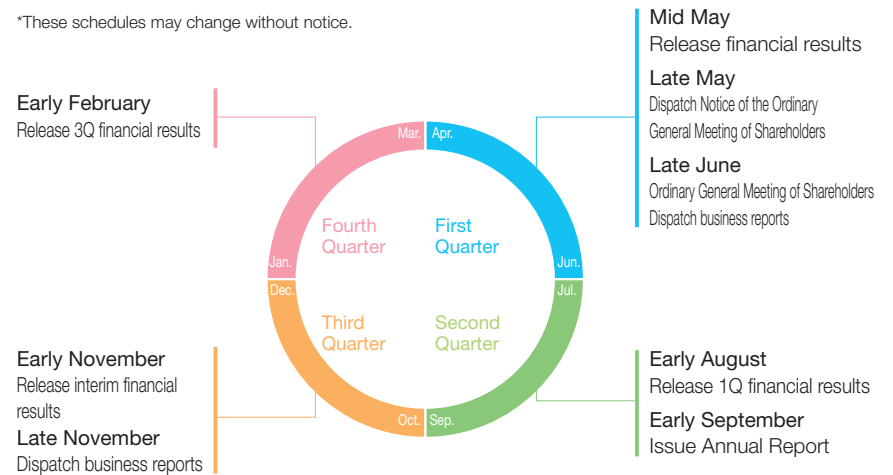 *These schedules may change without notice.
Early February
Release 3Q financial results
Mid May
Release financial results
Late May
Dispatch Notice of the Ordinary
General Meeting of Shareholders
Late June
Ordinary General Meeting of Shareholders
Dispatch business reports
Mar.
Apr.
Fourth
Quarter
First
Quarter
Jan.
Jun.
Dec.
Jul.
Third
Quarter
Second
Quarter
Oct.
Sep.
Early November
Release interim financial
results
Late November
Dispatch business reports
Early August
Release 1Q financial results
Early September
Issue Annual Report